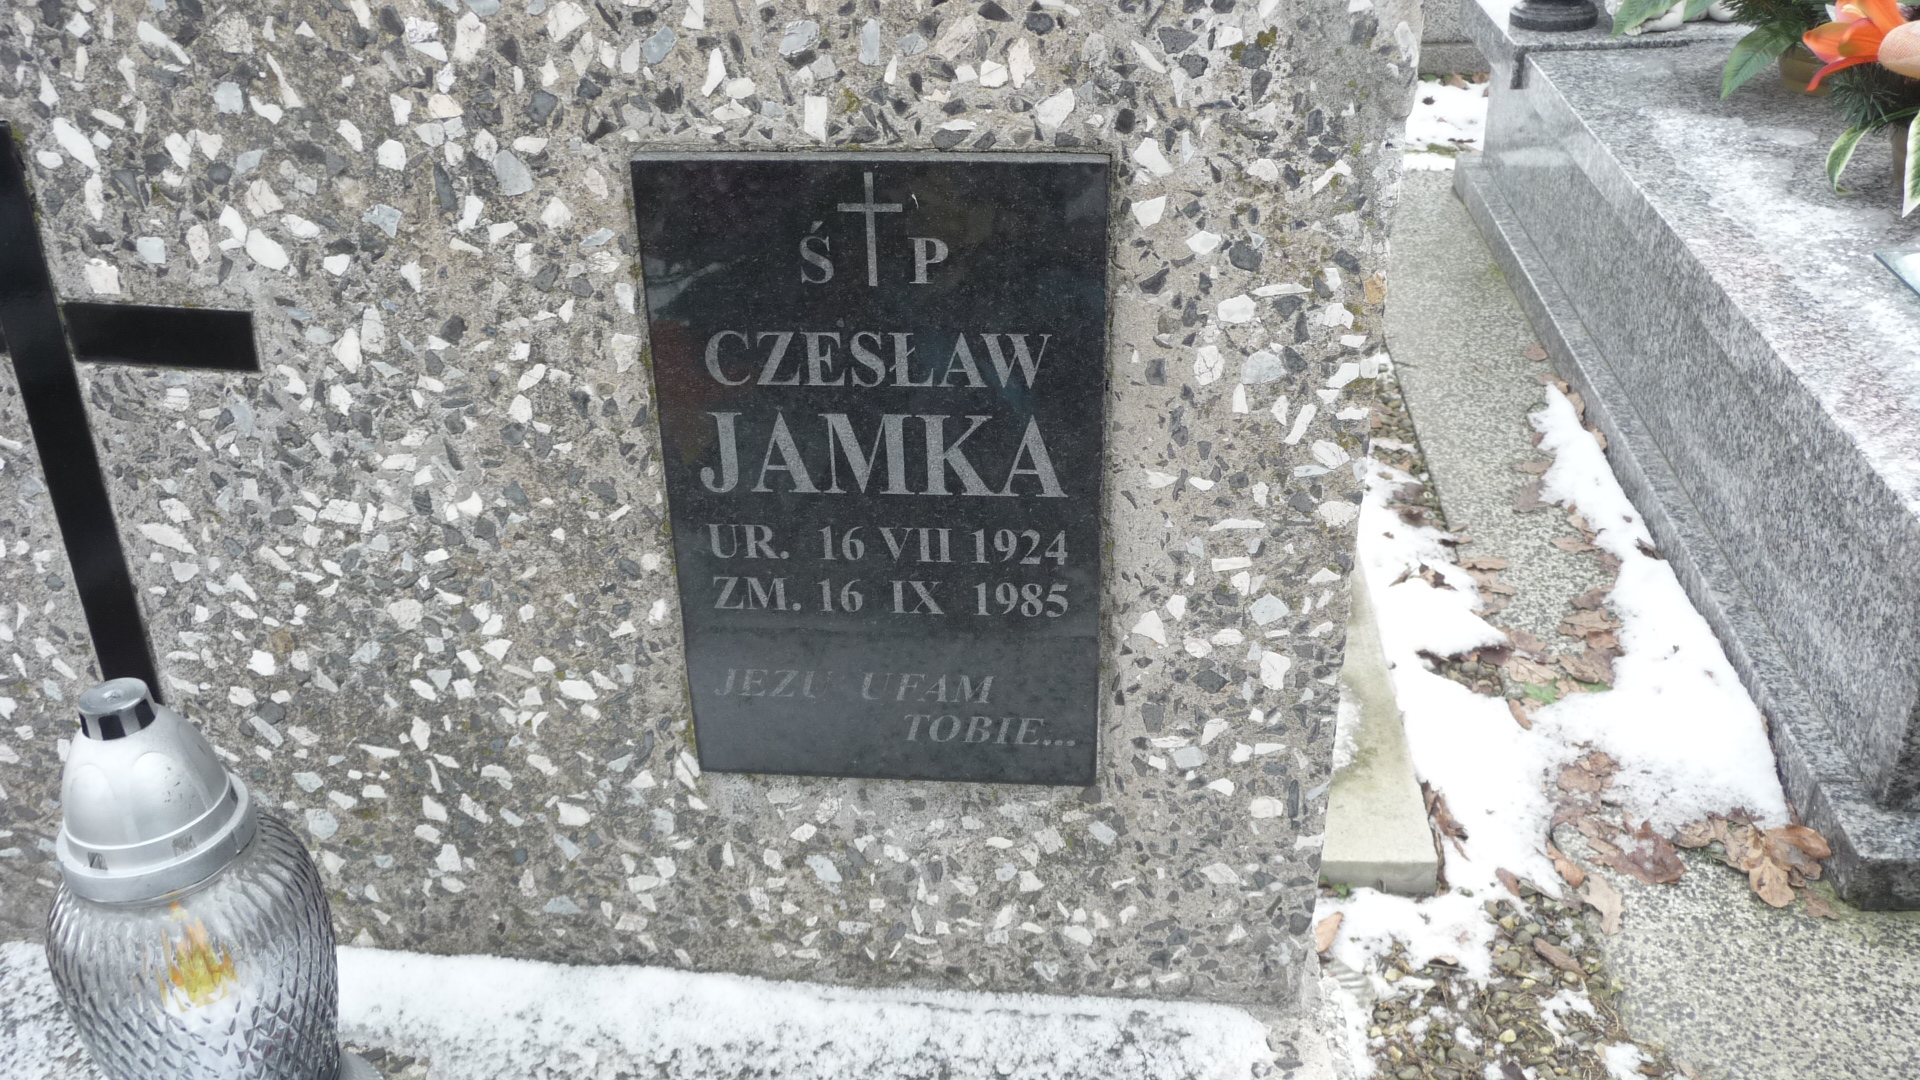 Ś P
CZESŁAW
JAMKA
UR. 16 VII 1924
ZM. 16 IX 1985
JEZU UFAM
TOBIE...